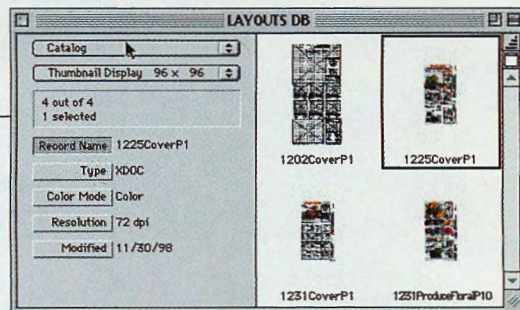 LAYOUTS DB
Catalog
Thumbnail Display 96 x 96
4 out of 4
1 selected
Record Name 1225CoverP1
Type XDOC
Color Mode Color
Resolution 72 dpi
Modified 11/30/98
1202CoverP1
1225CoverP1
1231CoverP1
1231ProduceFloralP10